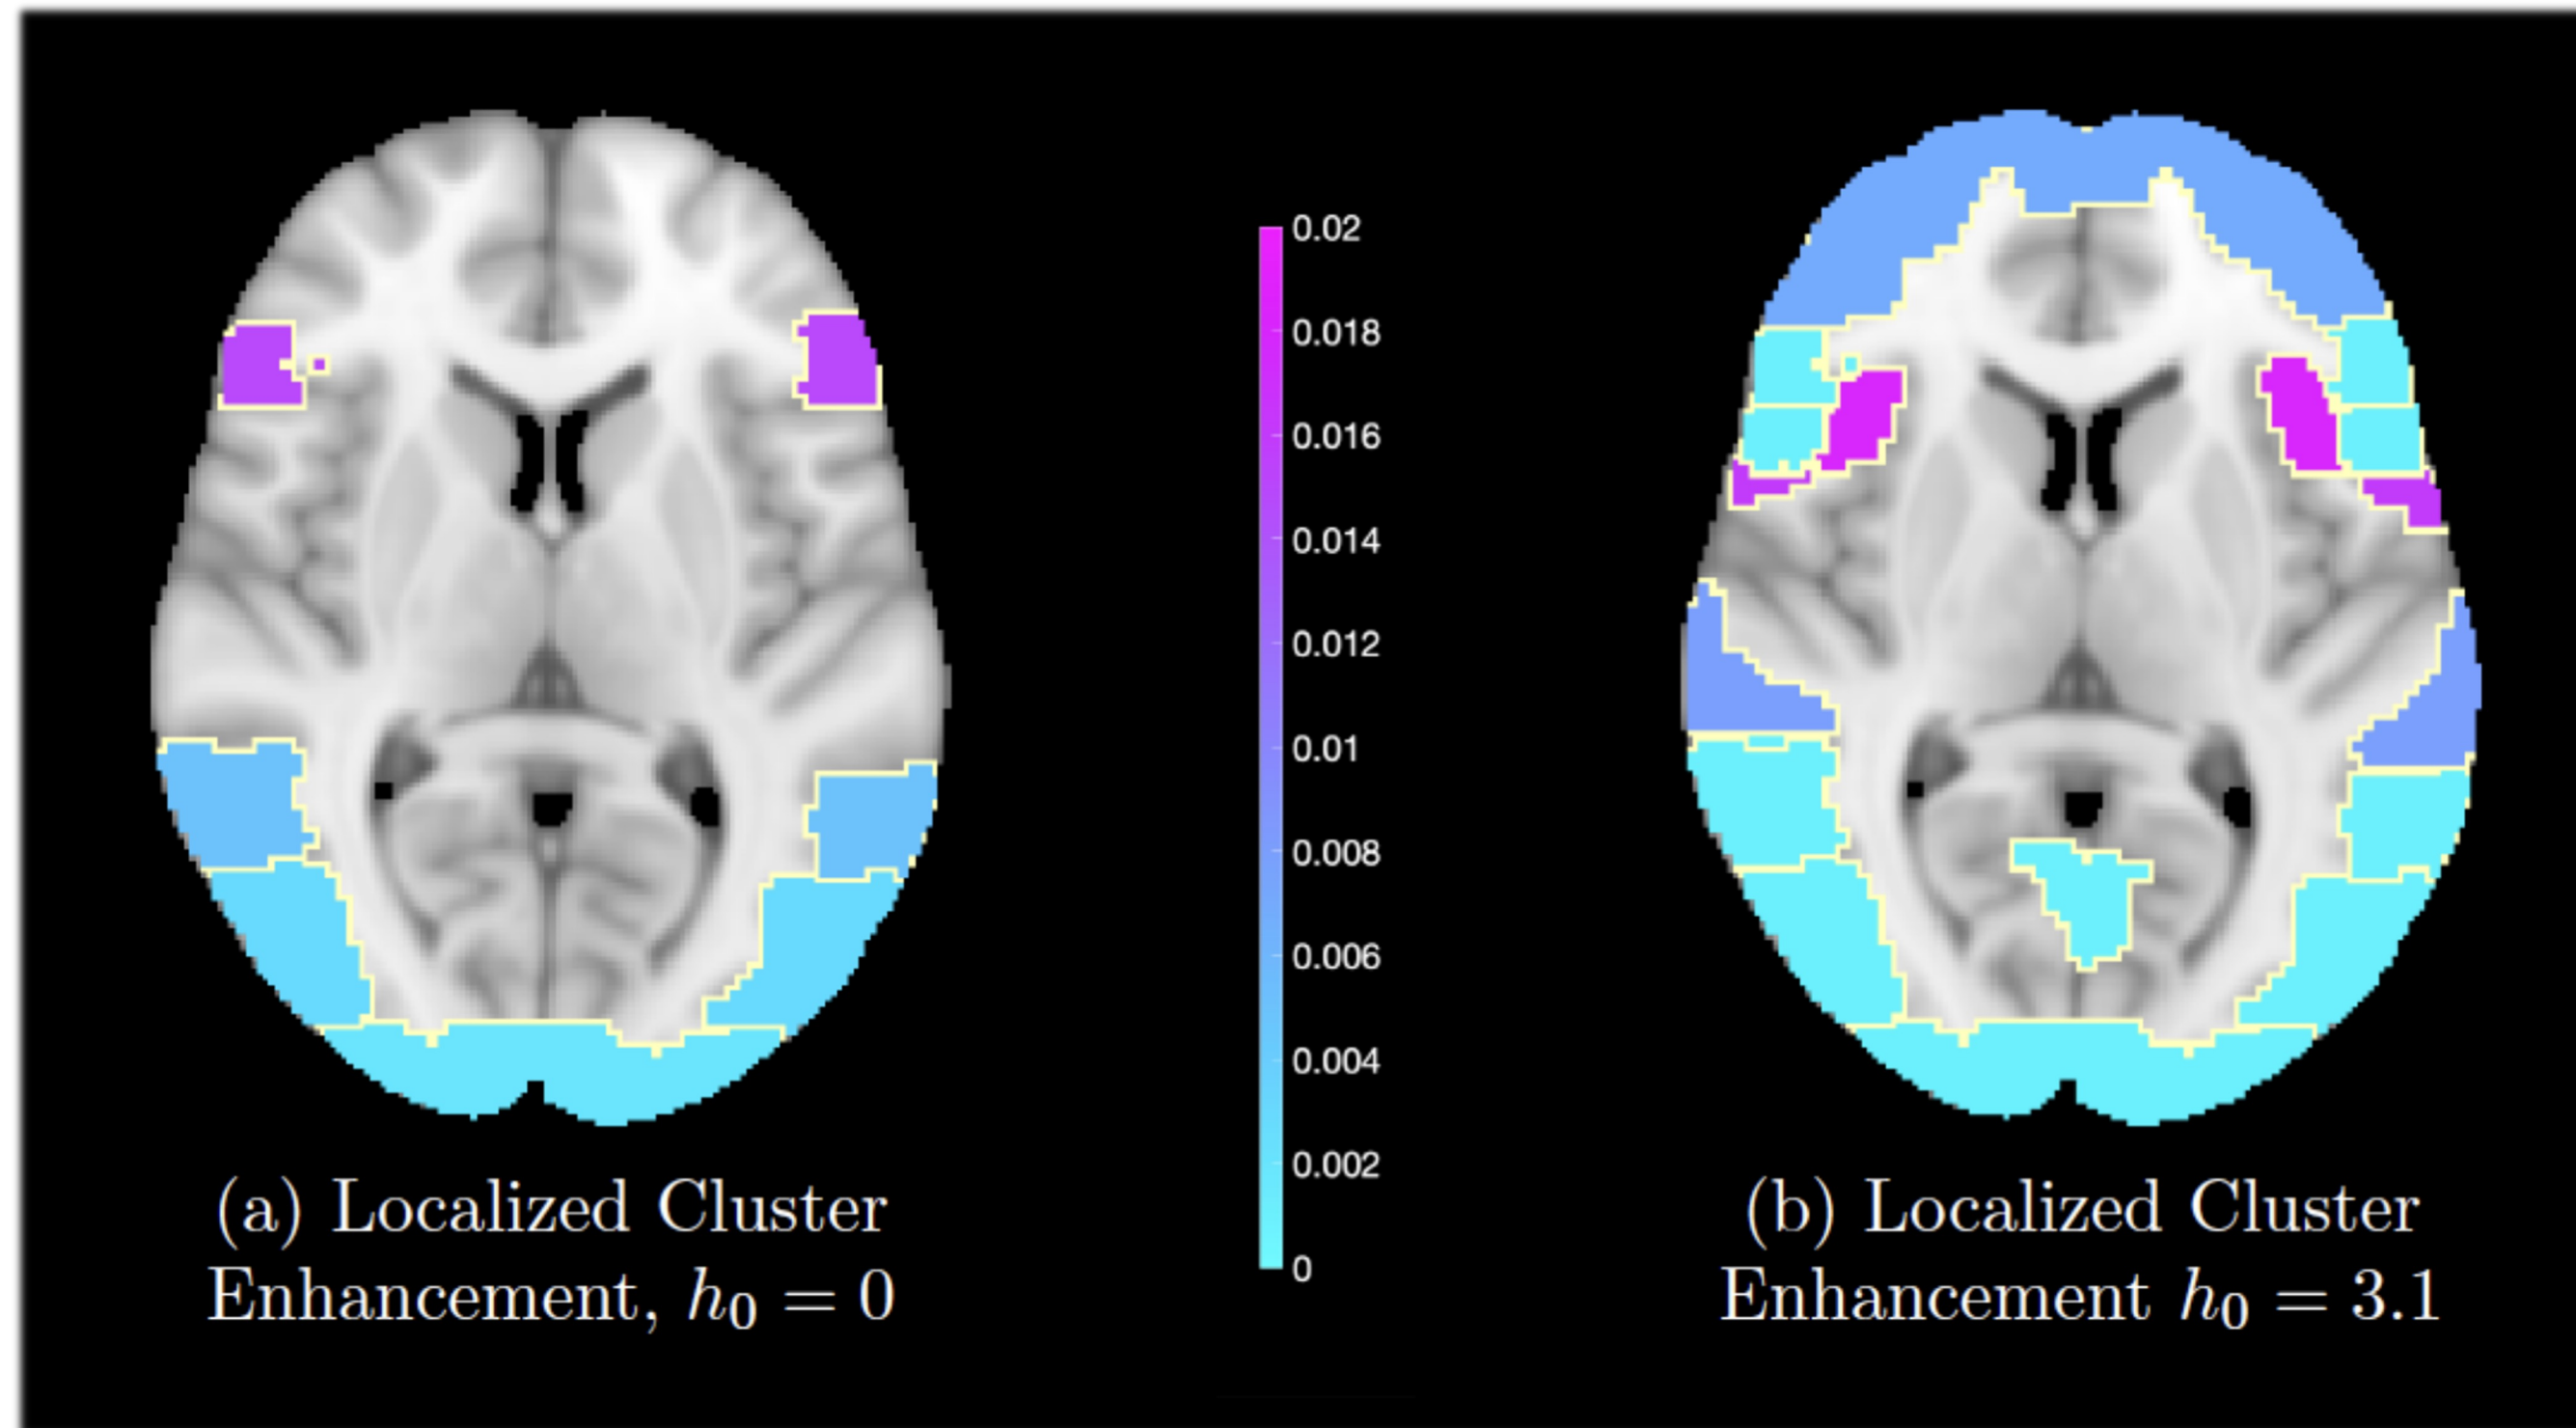 0.02
0.018
0.016
0.014
0.012
0.01
0.008
0.006
0.004
0.002
0
(a) Localized Cluster
Enhancement, h₀ = 0
(b) Localized Cluster
Enhancement h₀ = 3.1